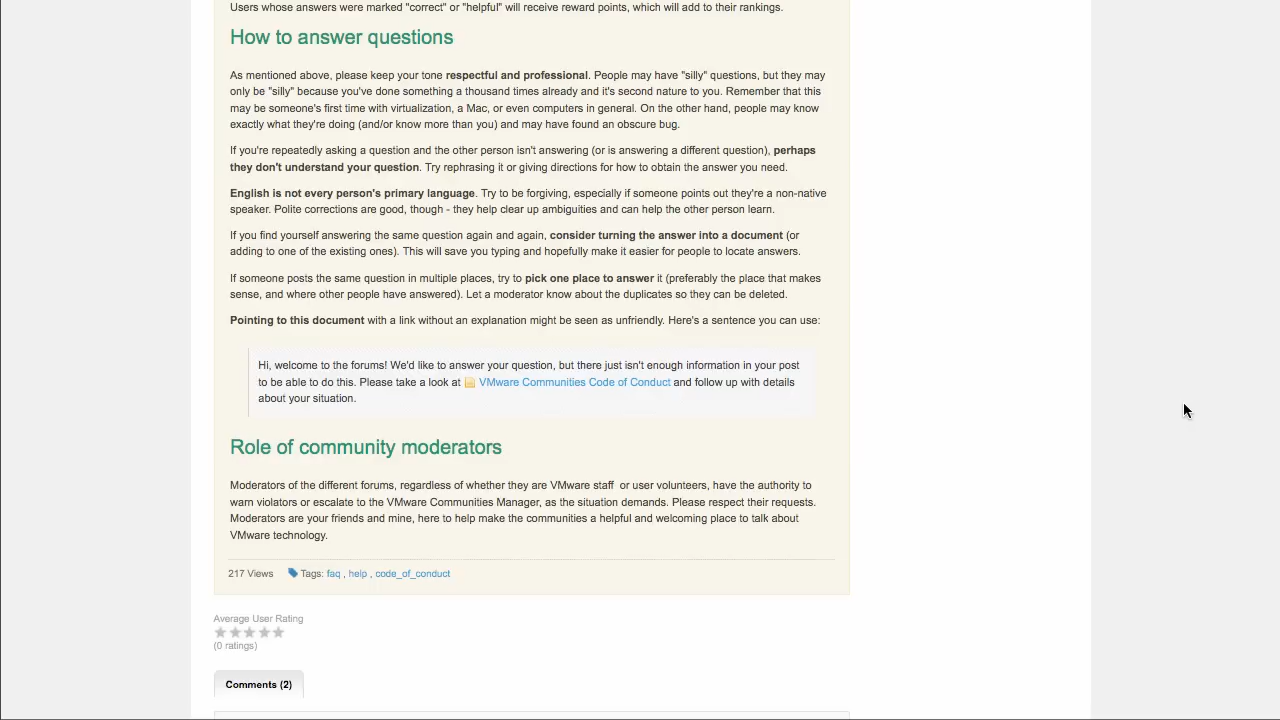 Users whose answers were marked "correct" or "helpful" will receive reward points, which will add to their rankings.
How to answer questions
As mentioned above, please keep your tone respectful and professional. People may have "silly" questions, but they may
only be "silly" because you've done something a thousand times already and it's second nature to you. Remember that this
may be someone's first time with virtualization, a Mac, or even computers in general. On the other hand, people may know
exactly what they're doing (and/or know more than you) and may have found an obscure bug.
If you're repeatedly asking a question and the other person isn't answering (or is answering a different question), perhaps
they don't understand your question. Try rephrasing it or giving directions for how to obtain the answer you need.
English is not every person's primary language. Try to be forgiving, especially if someone points out they're a non-native
speaker. Polite corrections are good, though - they help clear up ambiguities and can help the other person learn.
If you find yourself answering the same question again and again, consider turning the answer into a document (or
adding to one of the existing ones). This will save you typing and hopefully make it easier for people to locate answers.
If someone posts the same question in multiple places, try to pick one place to answer it (preferably the place that makes
sense, and where other people have answered). Let a moderator know about the duplicates so they can be deleted.
Pointing to this document with a link without an explanation might be seen as unfriendly. Here's a sentence you can use:
Hi, welcome to the forums! We'd like to answer your question, but there just isn't enough information in your post
to be able to do this. Please take a look at VMware Communities Code of Conduct and follow up with details
about your situation.
Role of community moderators
Moderators of the different forums, regardless of whether they are VMware staff or user volunteers, have the authority to
warn violators or escalate to the VMware Communities Manager, as the situation demands. Please respect their requests.
Moderators are your friends and mine, here to help make the communities a helpful and welcoming place to talk about
VMware technology.
217 Views Tags: faq , help , code_of_conduct
Average User Rating
(0 ratings)
Comments (2)